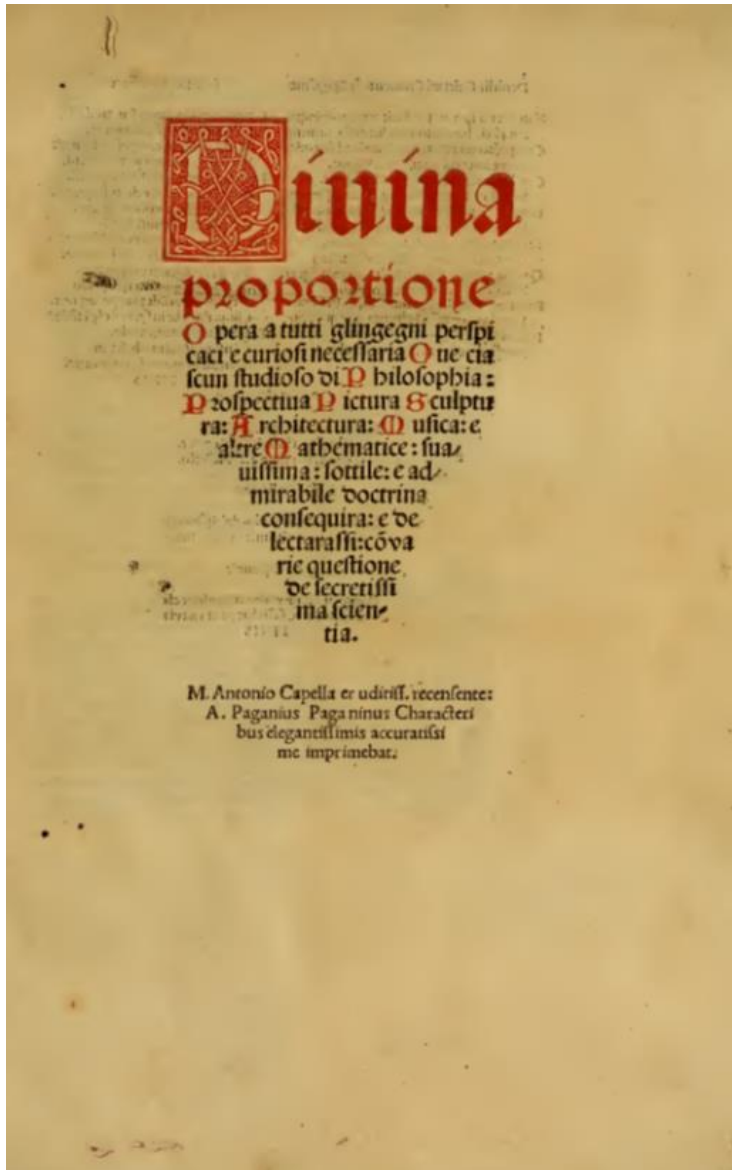 Diuina
proportione
Opera a tutti glingegni perſpi
caci e curioſi neceſſaria Oue cia
ſcun ſtudioſo di Philoſophia:
Proſpectiua Pictura Sculptu
ra: Architectura: Muſica: e
altre Mathematice: ſua⸗
uiſſima: ſottile: e ad⸗
mirabile doctrina
conſequira: e de
lectaraſſi: cōva
rie queſtione
de ſecretiſſi
ma ſcien⸗
tia.
M. Antonio Capella eruditiſſ. recenſente:
A. Paganius Paganinus Characteri
bus elegantiſſimis accuratiſſi
me imprimebat.